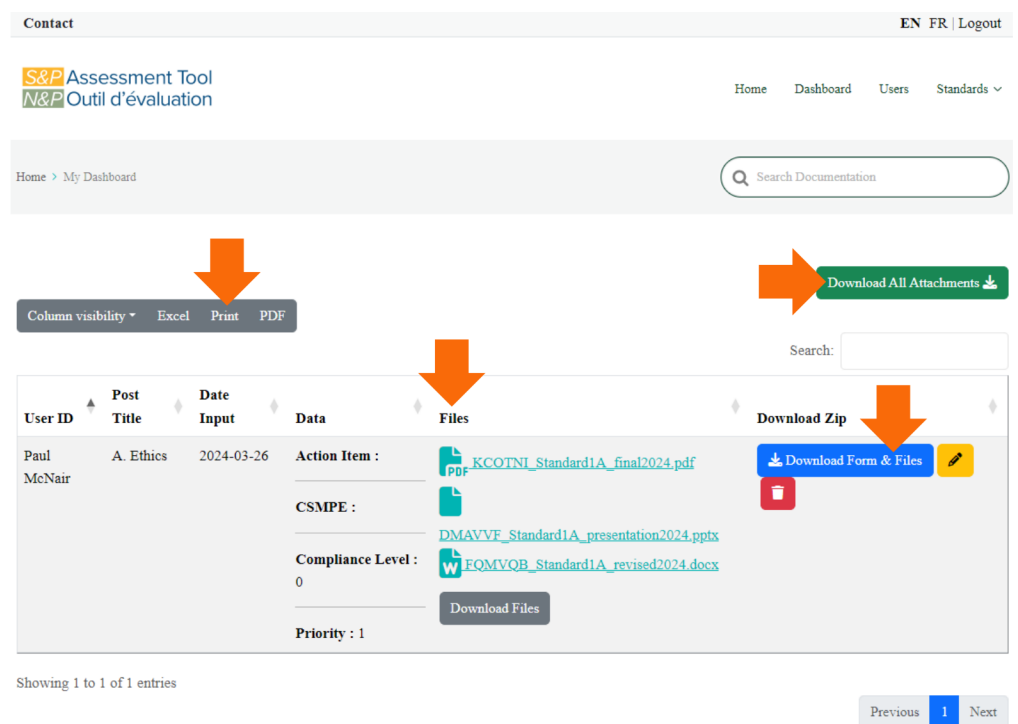 Contact
EN FR | Logout
S&P Assessment Tool
N&P Outil d'évaluation
Home Dashboard Users Standards
Home > My Dashboard
Search Documentation
Download All Attachments
Column visibility Excel Print PDF
Search:
User ID Post Title Date Input Data Files Download Zip
Paul McNair A. Ethics 2024-03-26 Action Item :
CSMPE :
Compliance Level : 0
Priority : 1
PDF KCOTNI_Standard1A_final2024.pdf
DMAVVF_Standard1A_presentation2024.pptx
W FQMVQB_Standard1A_revised2024.docx
Download Files
Download Form & Files
Showing 1 to 1 of 1 entries
Previous 1 Next